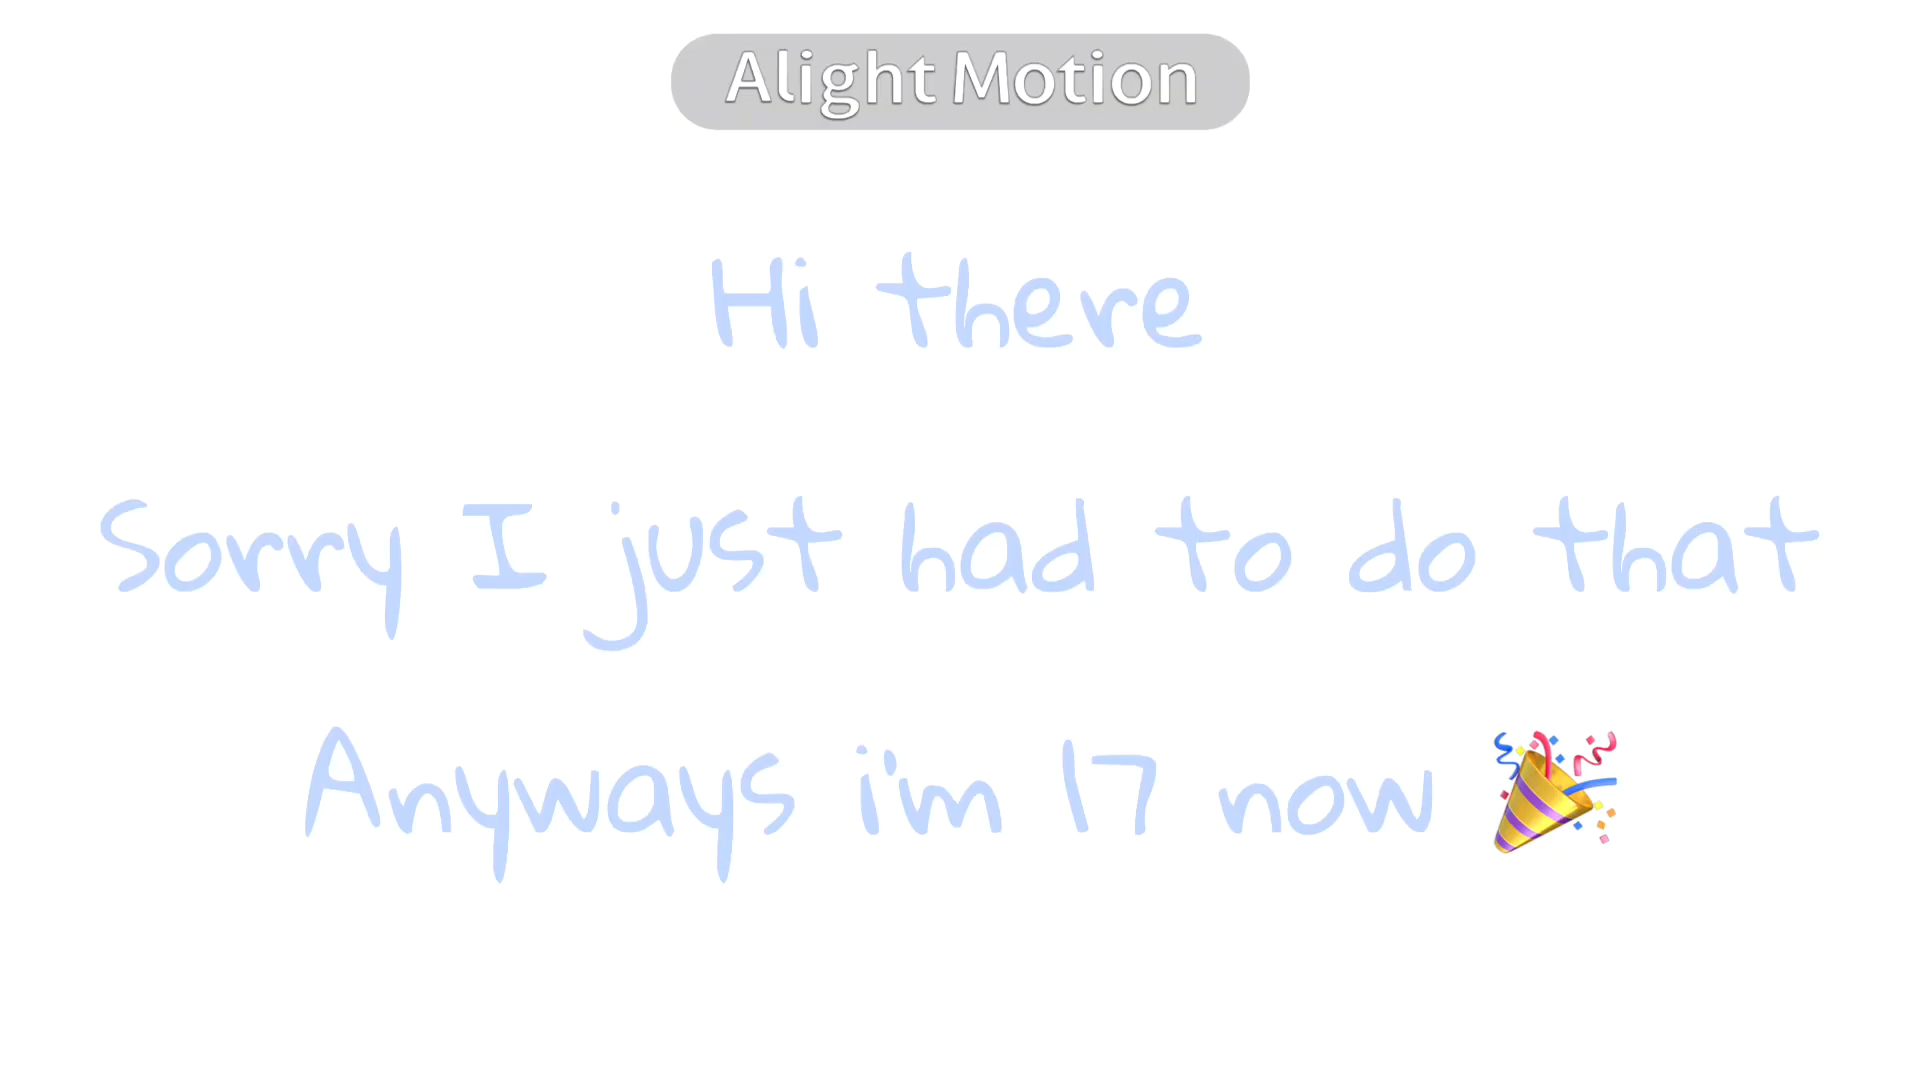 Alight Motion
Hi there
Sorry I just had to do that
Anyways i'm 17 now 🎉